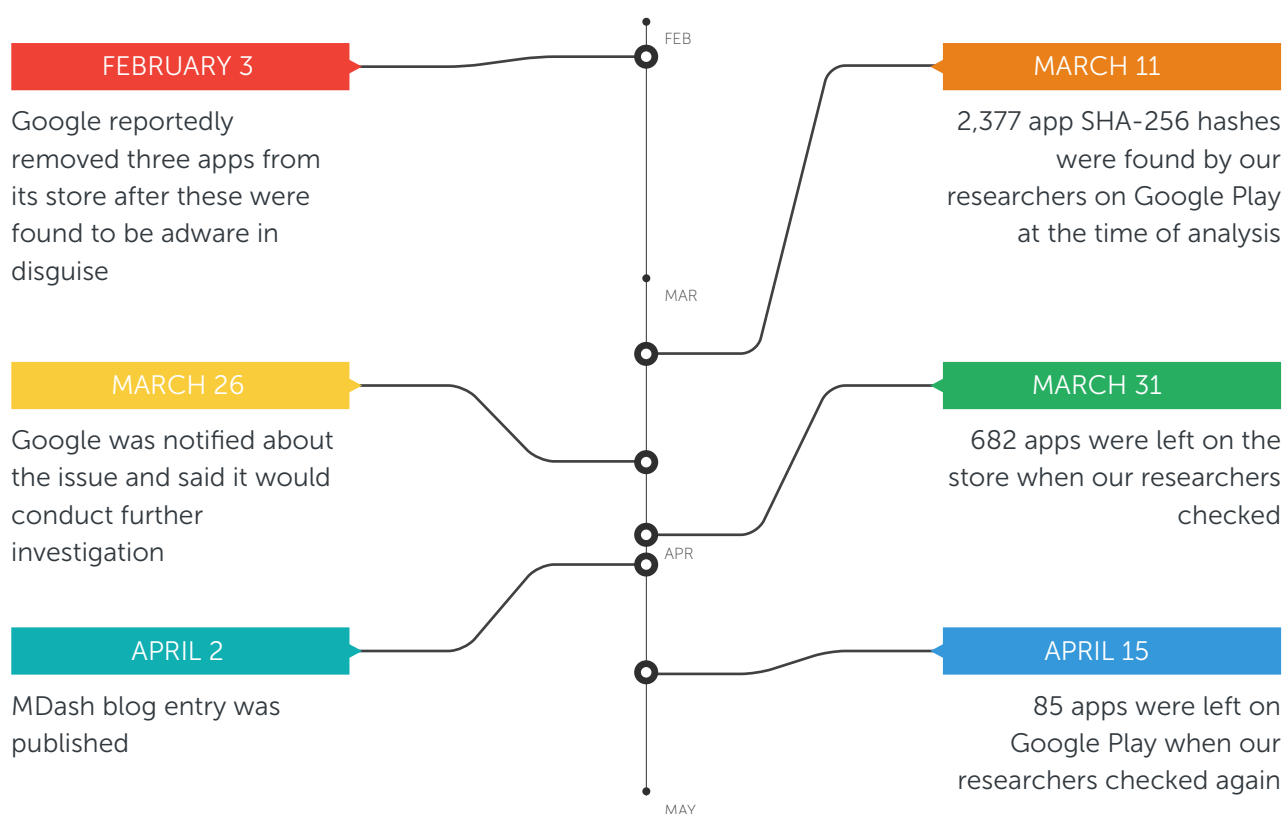 FEB
FEBRUARY 3
Google reportedly
removed three apps from
its store after these were
found to be adware in
disguise
MARCH 11
2,377 app SHA-256 hashes
were found by our
researchers on Google Play
at the time of analysis
MAR
MARCH 26
Google was notified about
the issue and said it would
conduct further
investigation
MARCH 31
682 apps were left on the
store when our researchers
checked
APR
APRIL 2
MDash blog entry was
published
APRIL 15
85 apps were left on
Google Play when our
researchers checked again
MAY